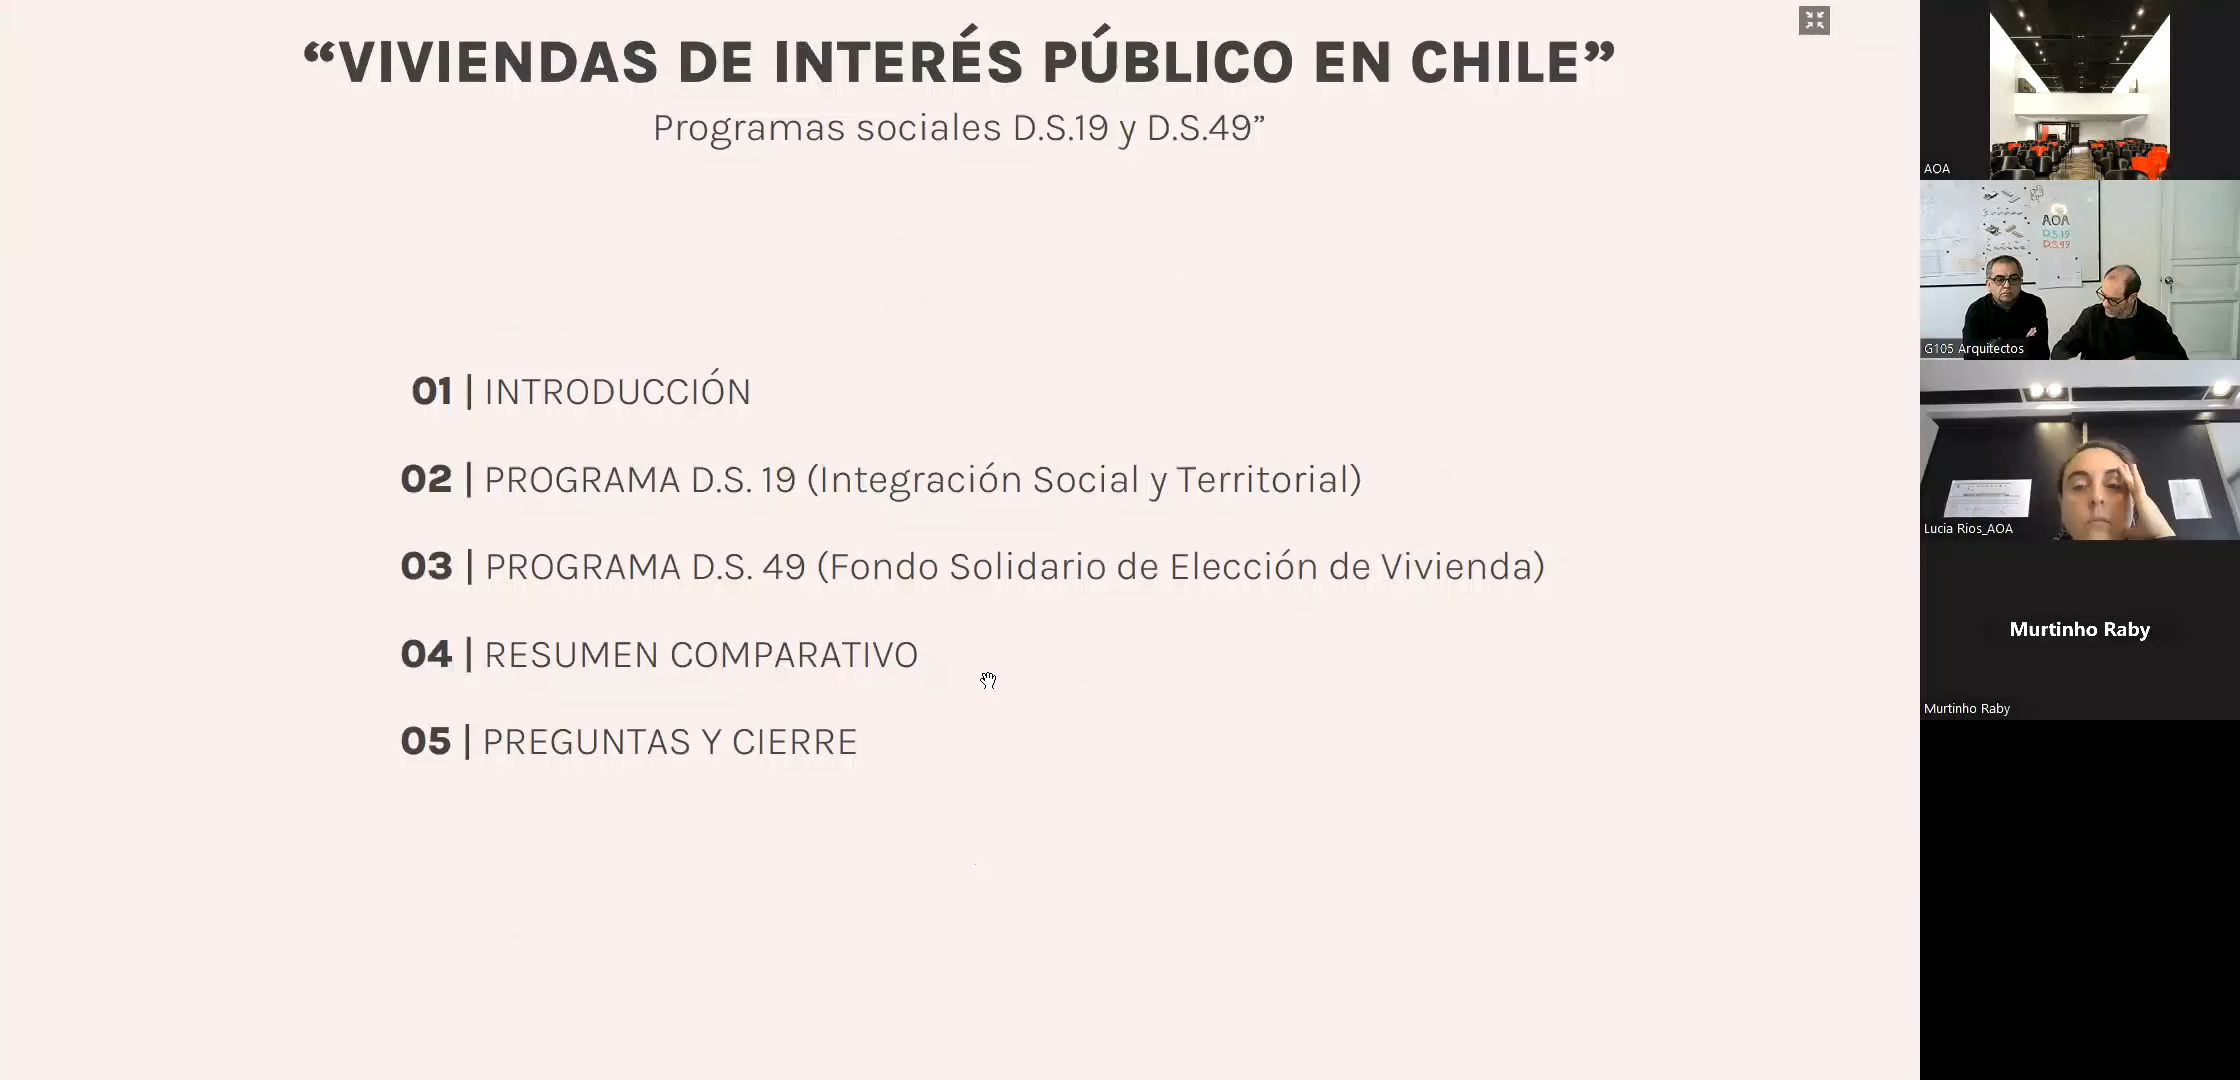 “VIVIENDAS DE INTERÉS PÚBLICO EN CHILE”
Programas sociales D.S.19 y D.S.49”
01 | INTRODUCCIÓN
02 | PROGRAMA D.S. 19 (Integración Social y Territorial)
03 | PROGRAMA D.S. 49 (Fondo Solidario de Elección de Vivienda)
04 | RESUMEN COMPARATIVO
05 | PREGUNTAS Y CIERRE
AOA
AOA
D.S.19
D.S.49
G105 Arquitectos
Lucia Rios_AOA
Murtinho Raby
Murtinho Raby